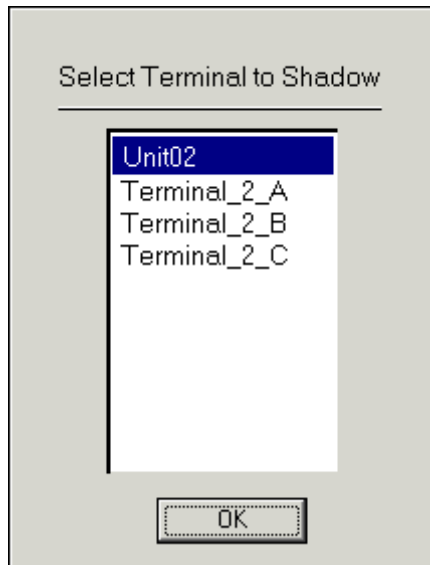 Select Terminal to Shadow
Unit02
Terminal_2_A
Terminal_2_B
Terminal_2_C
OK